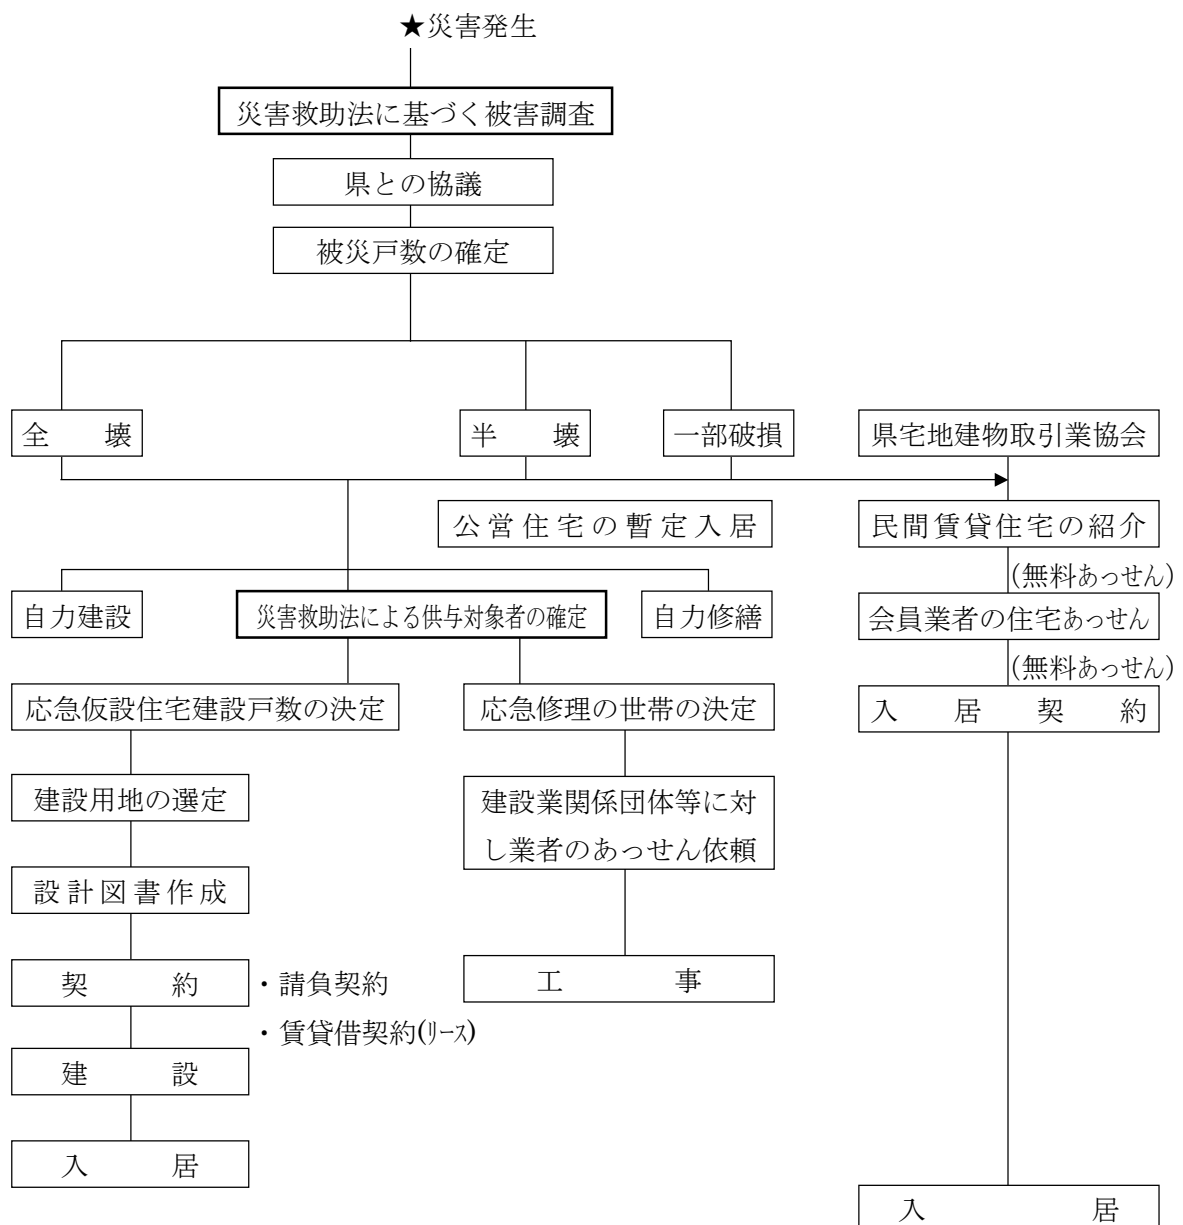 ★災害発生
災害救助法に基づく被害調査
県との協議
被災戸数の確定
全　　壊
半　　壊
一部破損
県宅地建物取引業協会
公営住宅の暫定入居
民間賃貸住宅の紹介
(無料あっせん)
自力建設
災害救助法による供与対象者の確定
自力修繕
会員業者の住宅あっせん
(無料あっせん)
応急仮設住宅建設戸数の決定
応急修理の世帯の決定
入　居　契　約
建設用地の選定
建設業関係団体等に対
し業者のあっせん依頼
設計図書作成
契　　　約
・請負契約
工　　　事
・賃貸借契約(ﾘｰｽ)
建　　　設
入　　　居
入　　　　　居